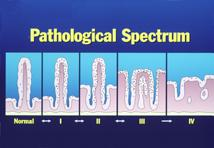 Pathological Spectrum
Normal I II III IV